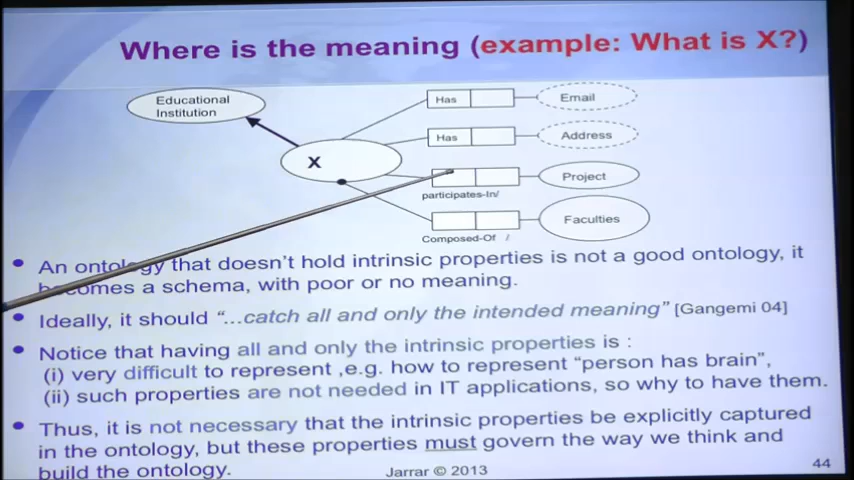 Where is the meaning (example: What is X?)
Educational
Institution
Has
Email
Has
Address
X
Project
participates-In/
Faculties
Composed-Of /
An ontology that doesn't hold intrinsic properties is not a good ontology, it
becomes a schema, with poor or no meaning.
Ideally, it should "...catch all and only the intended meaning" [Gangemi 04]
Notice that having all and only the intrinsic properties is :
(i) very difficult to represent ,e.g. how to represent "person has brain",
(ii) such properties are not needed in IT applications, so why to have them.
Thus, it is not necessary that the intrinsic properties be explicitly captured
in the ontology, but these properties must govern the way we think and
build the ontology.
Jarrar © 2013
44